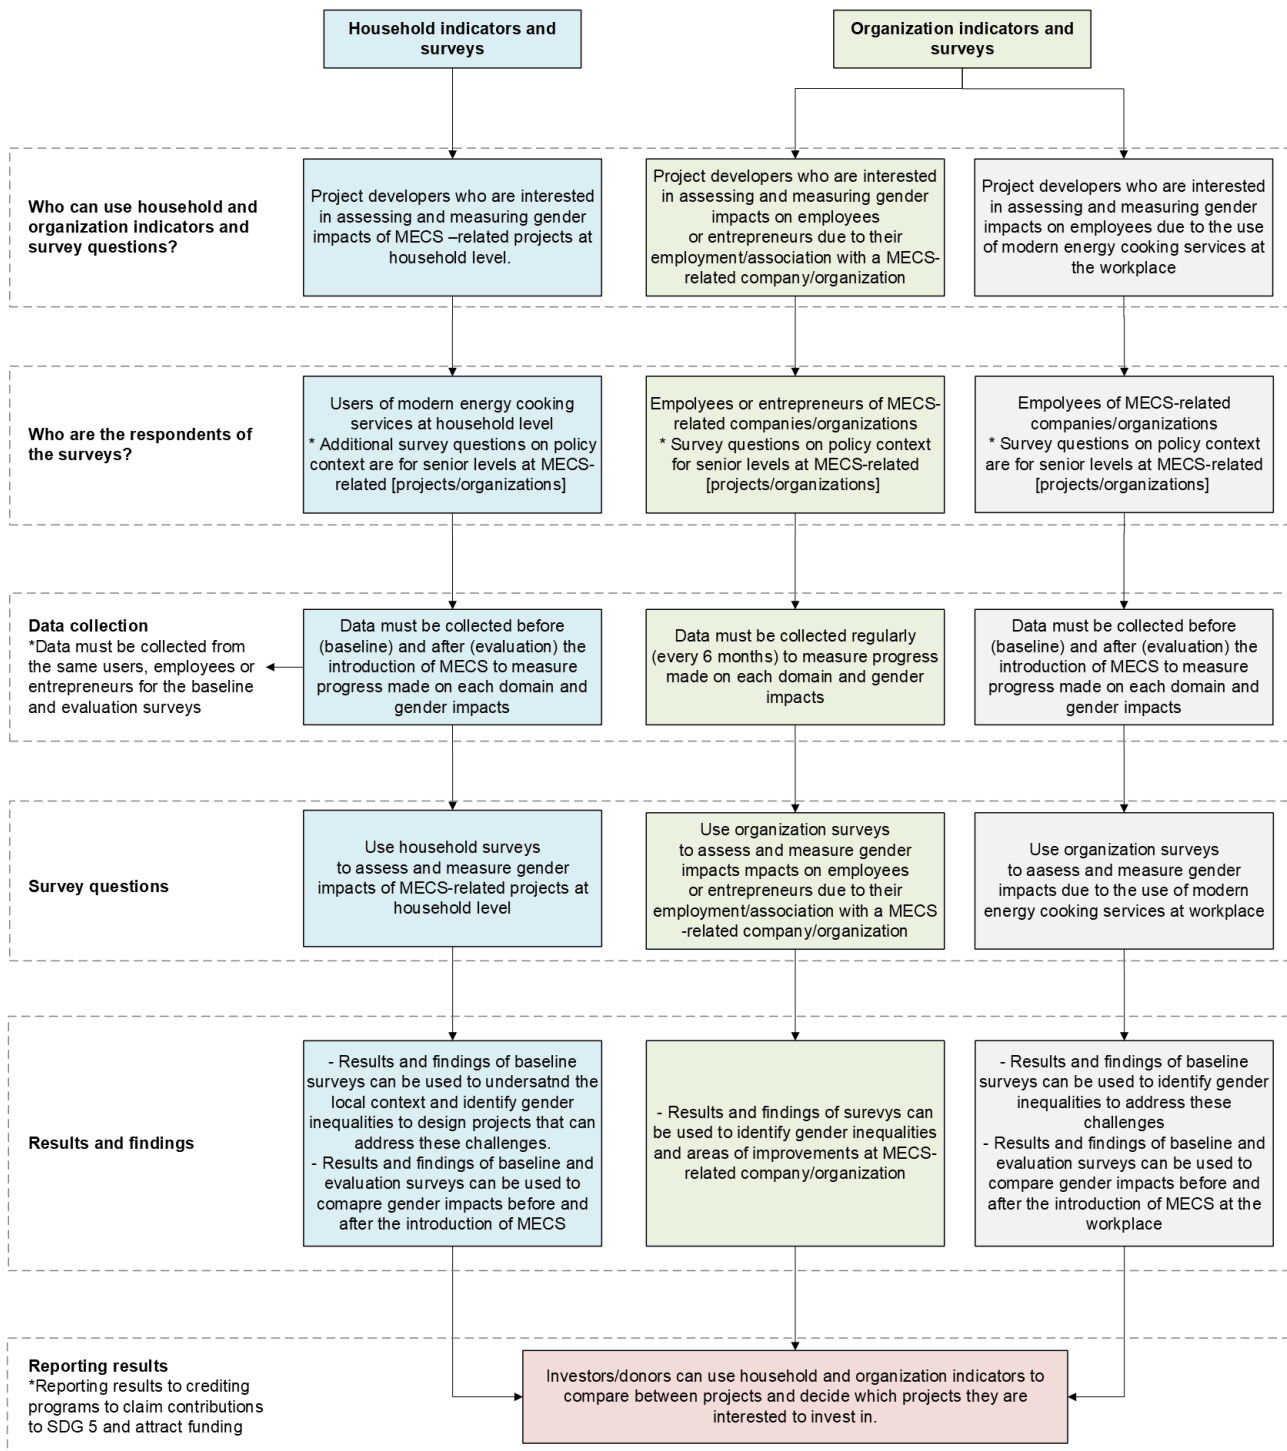 Household indicators and
surveys
Organization indicators and
surveys
Who can use household and
organization indicators and
survey questions?
Project developers who are interested
in assessing and measuring gender
impacts of MECS –related projects at
household level.
Project developers who are interested
in assessing and measuring gender
impacts on employees
or entrepreneurs due to their
employment/association with a MECS-
related company/organization
Project developers who are interested
in assessing and measuring gender
impacts on employees due to the use
of modern energy cooking services at
the workplace
Who are the respondents of
the surveys?
Users of modern energy cooking
services at household level
* Additional survey questions on policy
context are for senior levels at MECS-
related [projects/organizations]
Empolyees or entrepreneurs of MECS-
related companies/organizations
* Survey questions on policy context
for senior levels at MECS-related
[projects/organizations]
Empolyees of MECS-related
companies/organizations
* Survey questions on policy context
are for senior levels at MECS-related
[projects/organizations]
Data collection
*Data must be collected from
the same users, employees or
entrepreneurs for the baseline
and evaluation surveys
Data must be collected before
(baseline) and after (evaluation) the
introduction of MECS to measure
progress made on each domain and
gender impacts
Data must be collected regularly
(every 6 months) to measure progress
made on each domain and gender
impacts
Data must be collected before
(baseline) and after (evaluation) the
introduction of MECS to measure
progress made on each domain and
gender impacts
Survey questions
Use household surveys
to assess and measure gender
impacts of MECS-related projects at
household level
Use organization surveys
to assess and measure gender
impacts mpacts on employees
or entrepreneurs due to their
employment/association with a MECS
-related company/organization
Use organization surveys
to aasess and measure gender
impacts due to the use of modern
energy cooking services at workplace
Results and findings
- Results and findings of baseline
surveys can be used to undersatnd the
local context and identify gender
inequalities to design projects that can
address these challenges.
- Results and findings of baseline and
evaluation surveys can be used to
comapre gender impacts before and
after the introduction of MECS
- Results and findings of surevys can
be used to identify gender inequalities
and areas of improvements at MECS-
related company/organization
- Results and findings of baseline
surveys can be used to identify gender
inequalities to address these
challenges
- Results and findings of baseline and
evaluation surveys can be used to
compare gender impacts before and
after the introduction of MECS at the
workplace
Reporting results
*Reporting results to crediting
programs to claim contributions
to SDG 5 and attract funding
Investors/donors can use household and organization indicators to
compare between projects and decide which projects they are
interested to invest in.